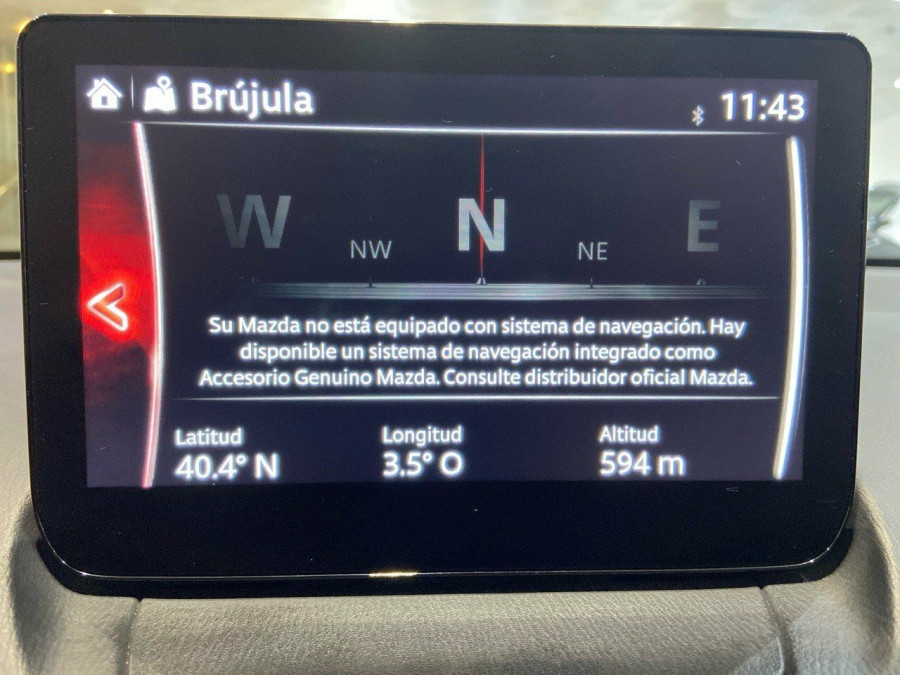 Brújula
11:43
W NW N NE E
Su Mazda no está equipado con sistema de navegación. Hay
disponible un sistema de navegación integrado como
Accesorio Genuino Mazda. Consulte distribuidor oficial Mazda.
Latitud Longitud Altitud
40.4° N 3.5° O 594 m